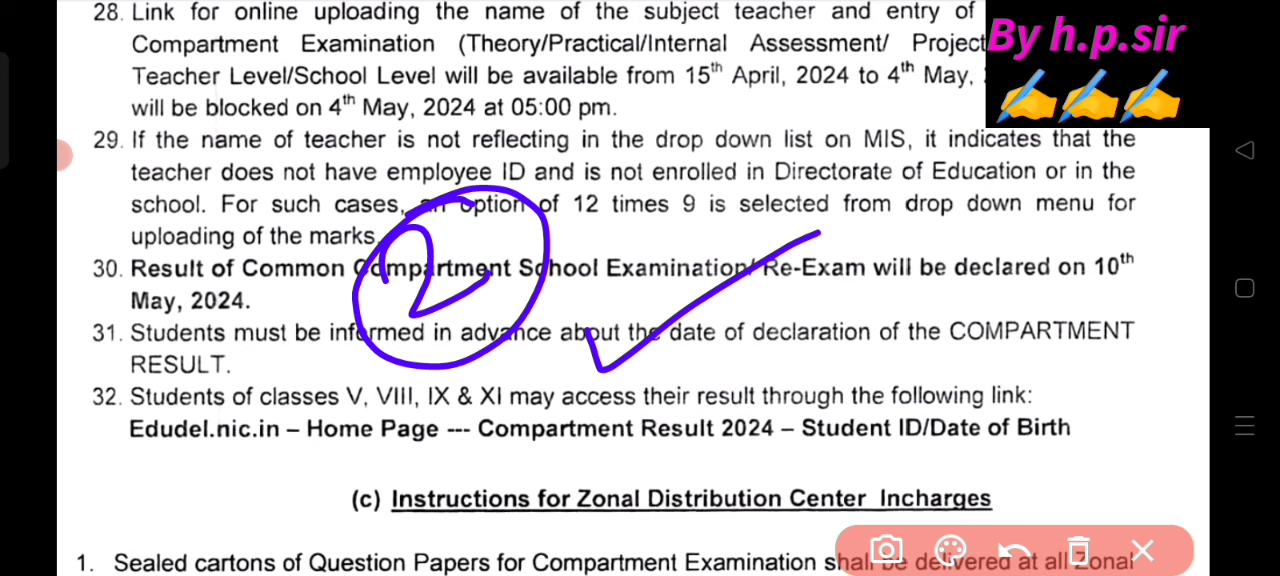 28. Link for online uploading the name of the subject teacher and entry of
Compartment Examination (Theory/Practical/Internal Assessment/ Project
Teacher Level/School Level will be available from 15th April, 2024 to 4th May,
will be blocked on 4th May, 2024 at 05:00 pm.
By h.p.sir
✍✍✍
29. If the name of teacher is not reflecting in the drop down list on MIS, it indicates that the
teacher does not have employee ID and is not enrolled in Directorate of Education or in the
school. For such cases, an option of 12 times 9 is selected from drop down menu for
uploading of the marks.
2
30. Result of Common Compartment School Examination/ Re-Exam will be declared on 10th
May, 2024.
31. Students must be informed in advance about the date of declaration of the COMPARTMENT
RESULT.
32. Students of classes V, VIII, IX & XI may access their result through the following link:
Edudel.nic.in – Home Page --- Compartment Result 2024 – Student ID/Date of Birth
(c) Instructions for Zonal Distribution Center Incharges
1. Sealed cartons of Question Papers for Compartment Examination shall be delivered at all Zonal